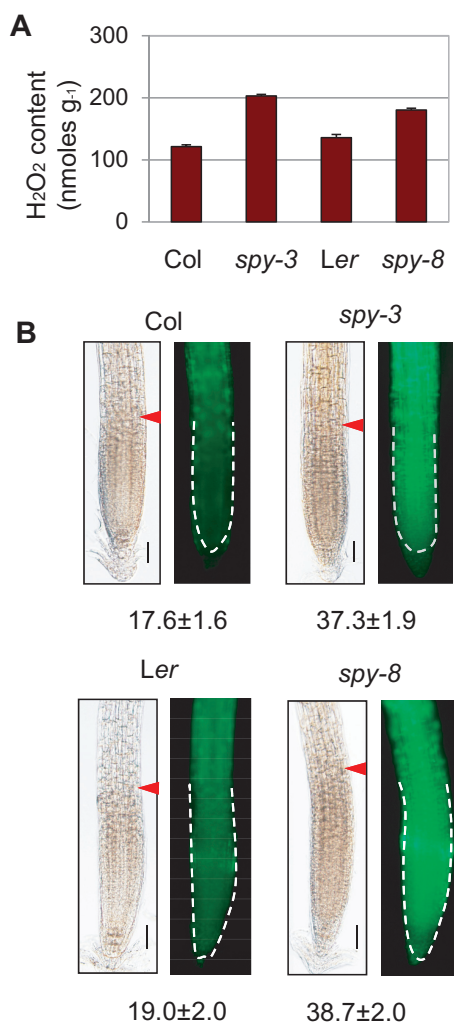 A
H₂O₂ content
(nmoles g⁻¹)
300
200
100
0
Col spy-3 Ler spy-8
B
Col spy-3
17.6±1.6 37.3±1.9
Ler spy-8
19.0±2.0 38.7±2.0